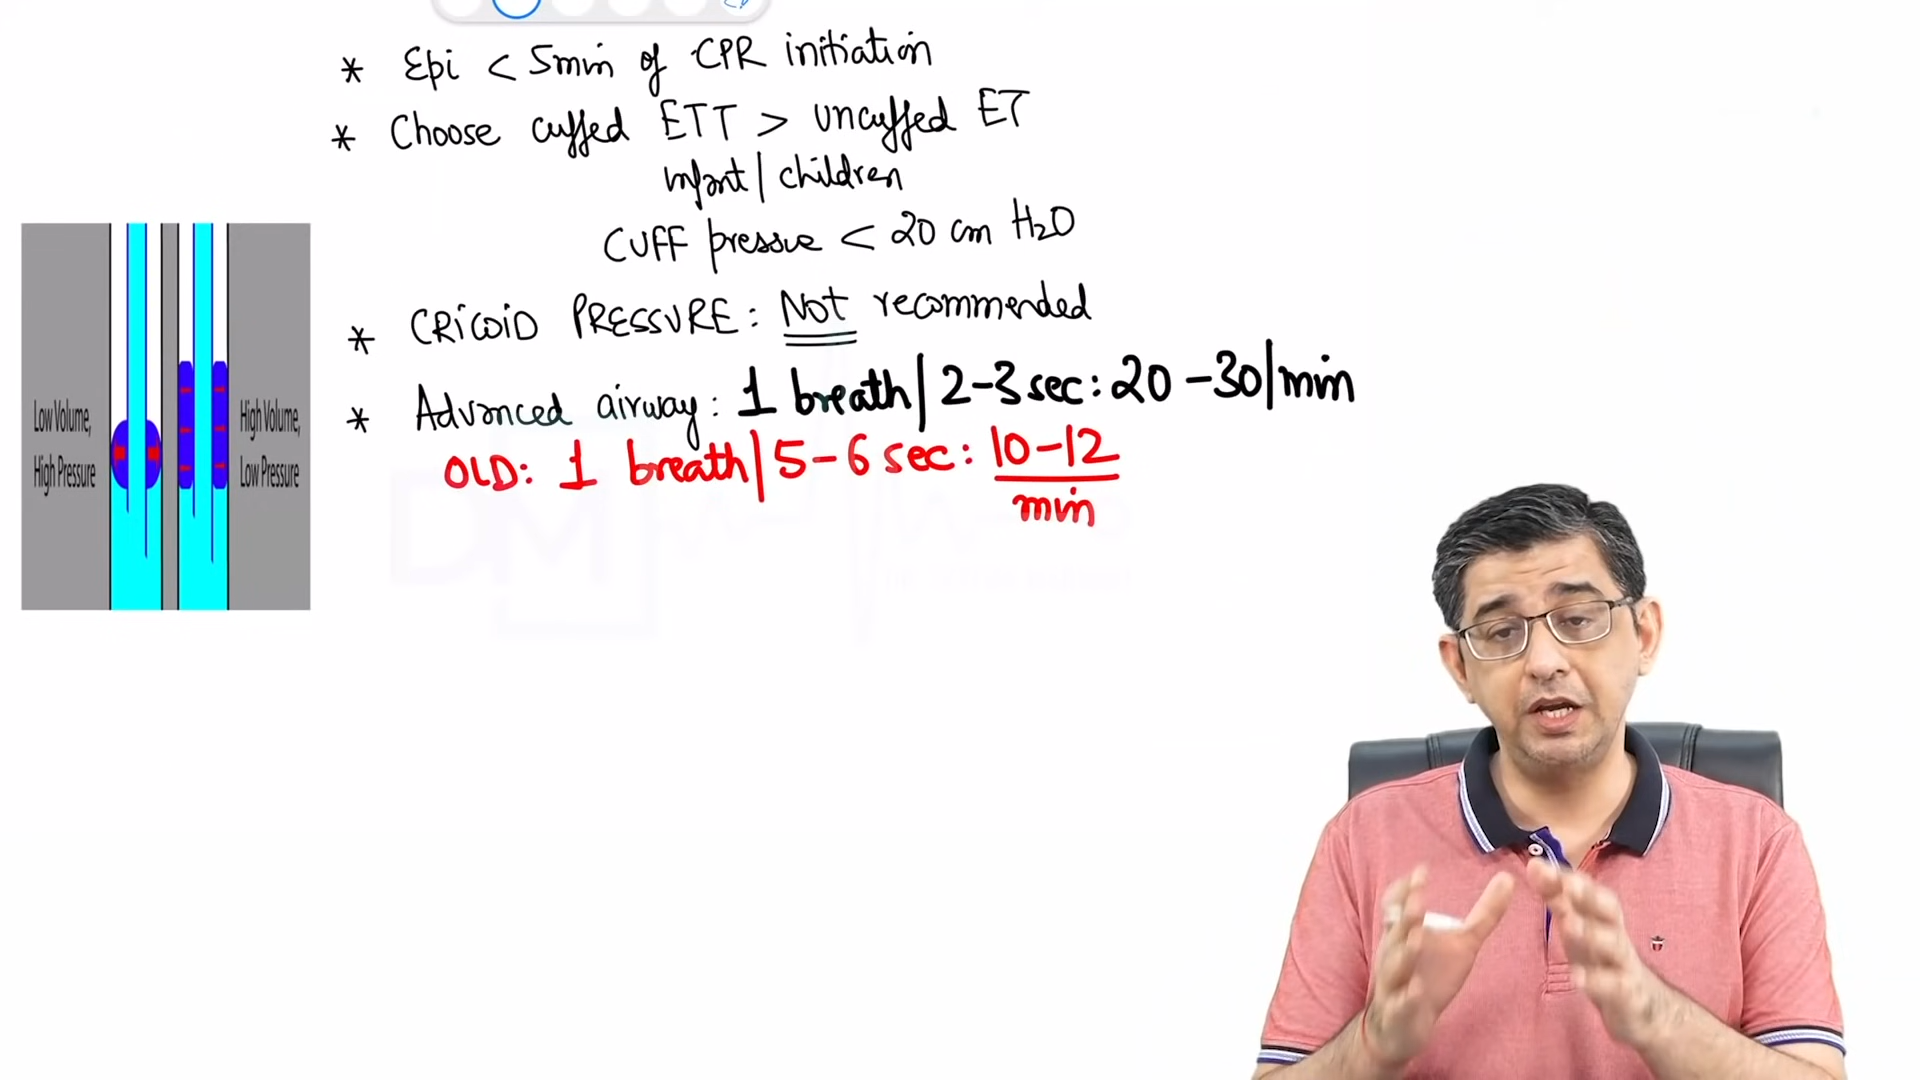 * Epi < 5min of CPR initiation
* Choose cuffed ETT > uncuffed ET
infant | children
CUFF pressue < 20 cm H₂O
* CRICOID PRESSURE: Not recommended
* Advanced airway: 1 breath | 2-3 sec: 20-30/min
OLD: 1 breath | 5-6 sec: 10-12
min
Low Volume,
High Pressure
High Volume,
Low Pressure
DM